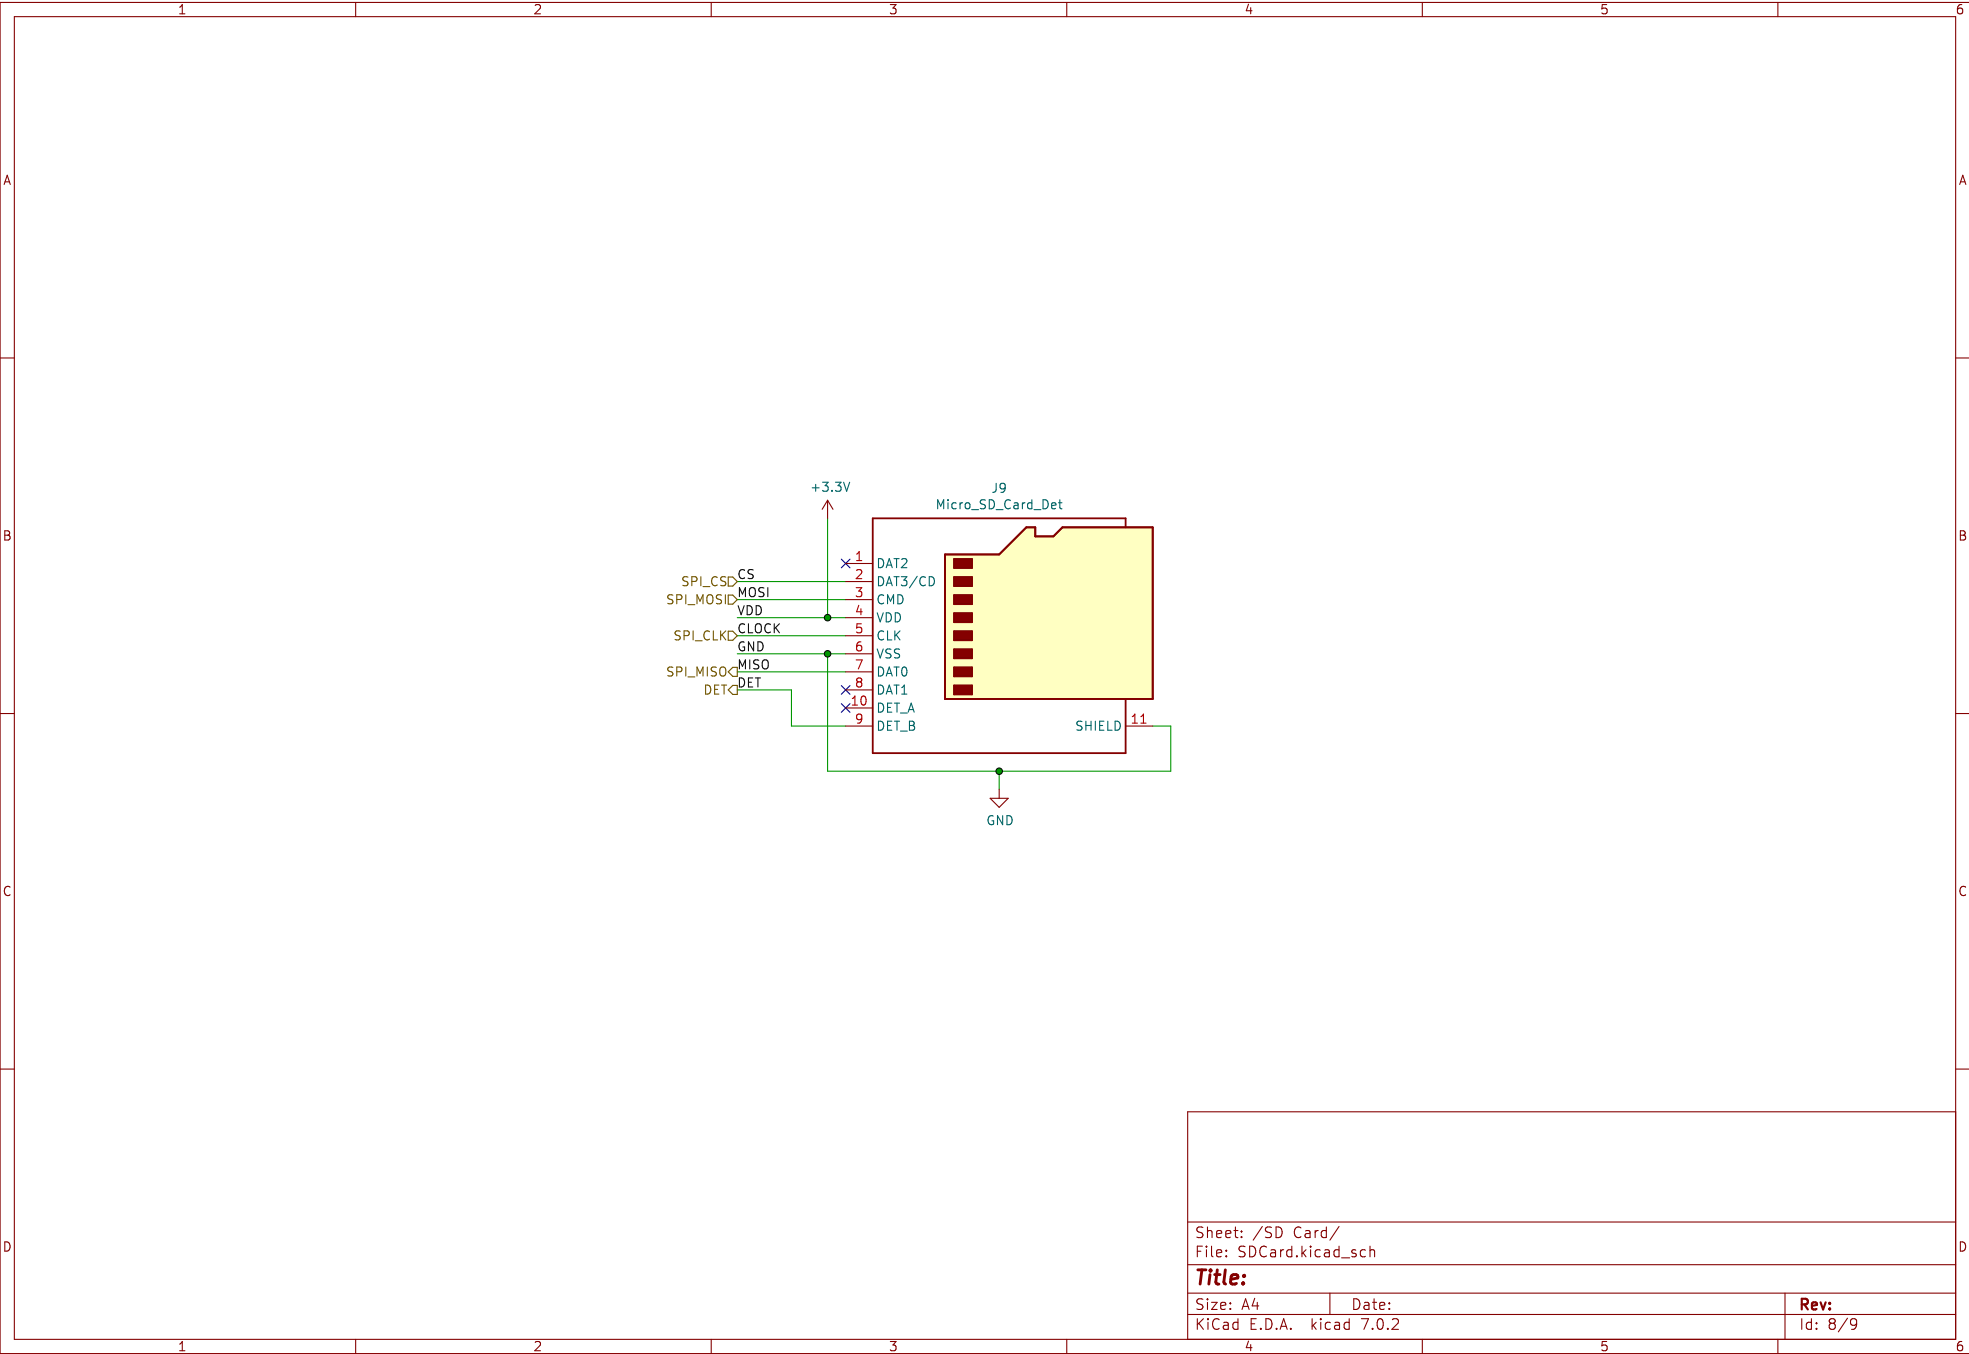 1 2 3 4 5 6
A A
B B
C C
D D
+3.3V
J9
Micro_SD_Card_Det
1 DAT2
SPI_CS CS 2 DAT3/CD
SPI_MOSI MOSI 3 CMD
VDD 4 VDD
SPI_CLK CLOCK 5 CLK
GND 6 VSS
SPI_MISO MISO 7 DAT0
DET DET 8 DAT1
10 DET_A
9 DET_B SHIELD 11
GND
Sheet: /SD Card/
File: SDCard.kicad_sch
Title:
Size: A4 Date: Rev:
KiCad E.D.A. kicad 7.0.2 Id: 8/9
1 2 3 4 5 6